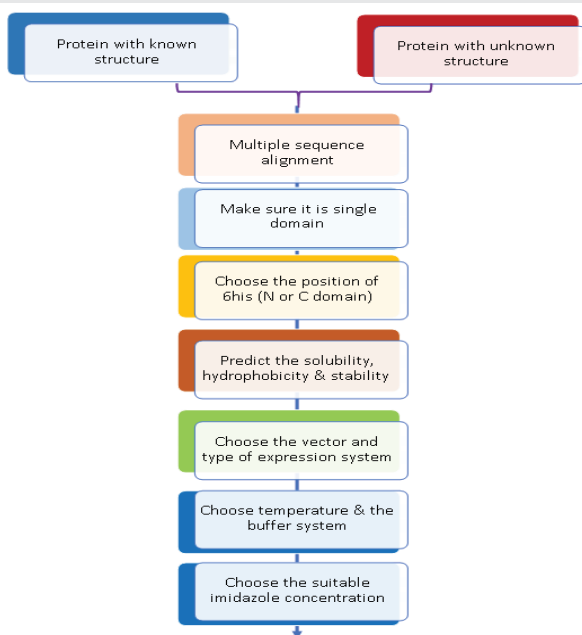 Protein with known
structure
Protein with unknown
structure
Multiple sequence
alignment
Make sure it is single
domain
Choose the position of
6his (N or C domain)
Predict the solubility,
hydrophobicity & stability
Choose the vector and
type of expression system
Choose temperature & the
buffer system
Choose the suitable
imidazole concentration